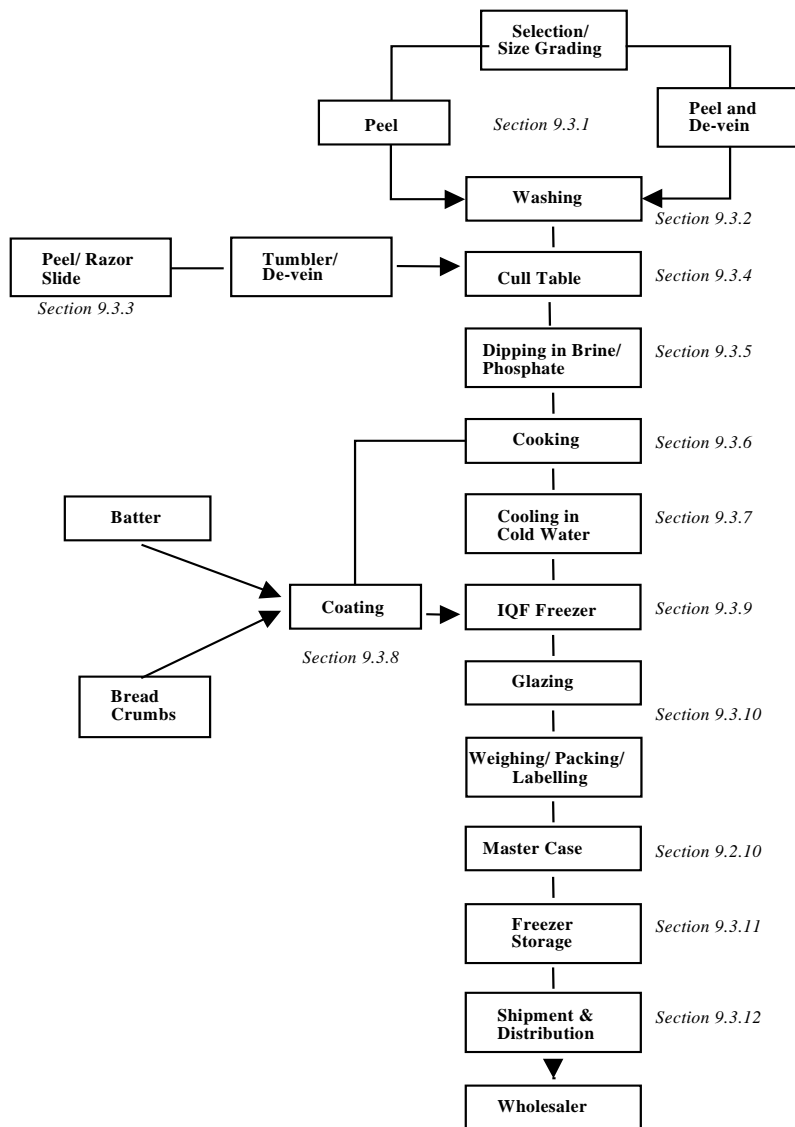 Selection/
Size Grading
Peel
Section 9.3.1
Peel and
De-vein
Washing
Section 9.3.2
Peel/ Razor
Slide
Section 9.3.3
Tumbler/
De-vein
Cull Table
Section 9.3.4
Dipping in Brine/
Phosphate
Section 9.3.5
Cooking
Section 9.3.6
Batter
Cooling in
Cold Water
Section 9.3.7
Coating
Section 9.3.8
IQF Freezer
Section 9.3.9
Bread
Crumbs
Glazing
Section 9.3.10
Weighing/ Packing/
Labelling
Master Case
Section 9.2.10
Freezer
Storage
Section 9.3.11
Shipment &
Distribution
Section 9.3.12
Wholesaler